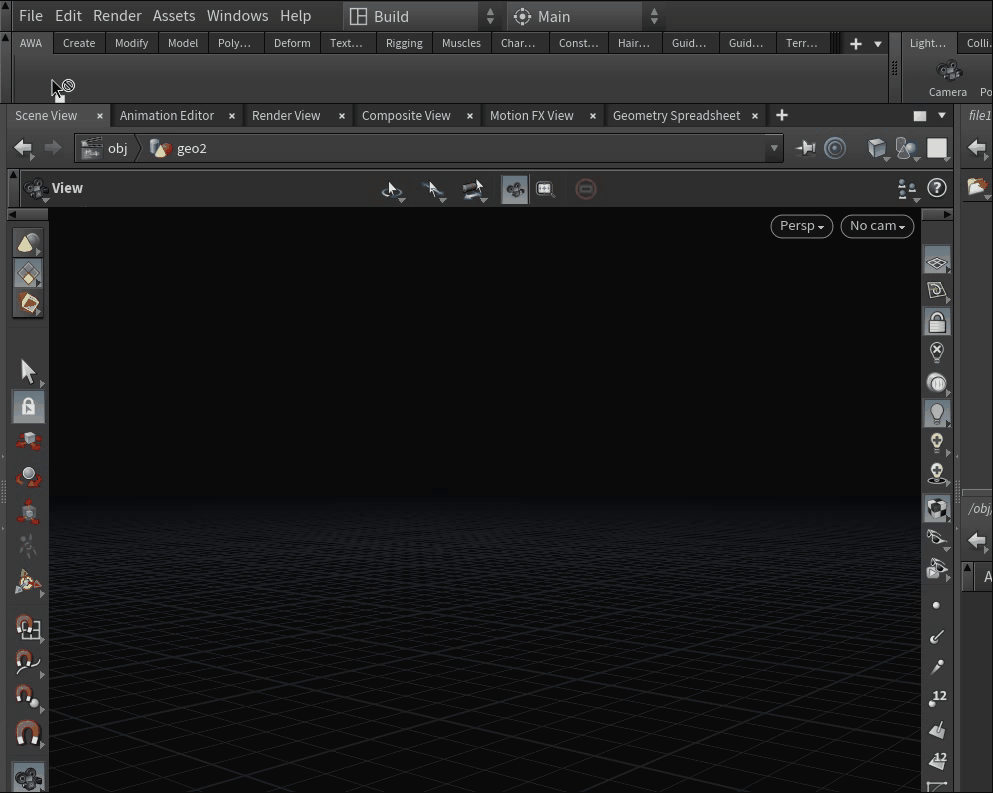 File Edit Render Assets Windows Help Build Main
AWA Create Modify Model Poly... Deform Text... Rigging Muscles Char... Const... Hair... Guid... Guid... Terr... Light... Colli
Camera Po
Scene View Animation Editor Render View Composite View Motion FX View Geometry Spreadsheet file1
obj geo2
View
Persp No cam
/obj/
12
12
A